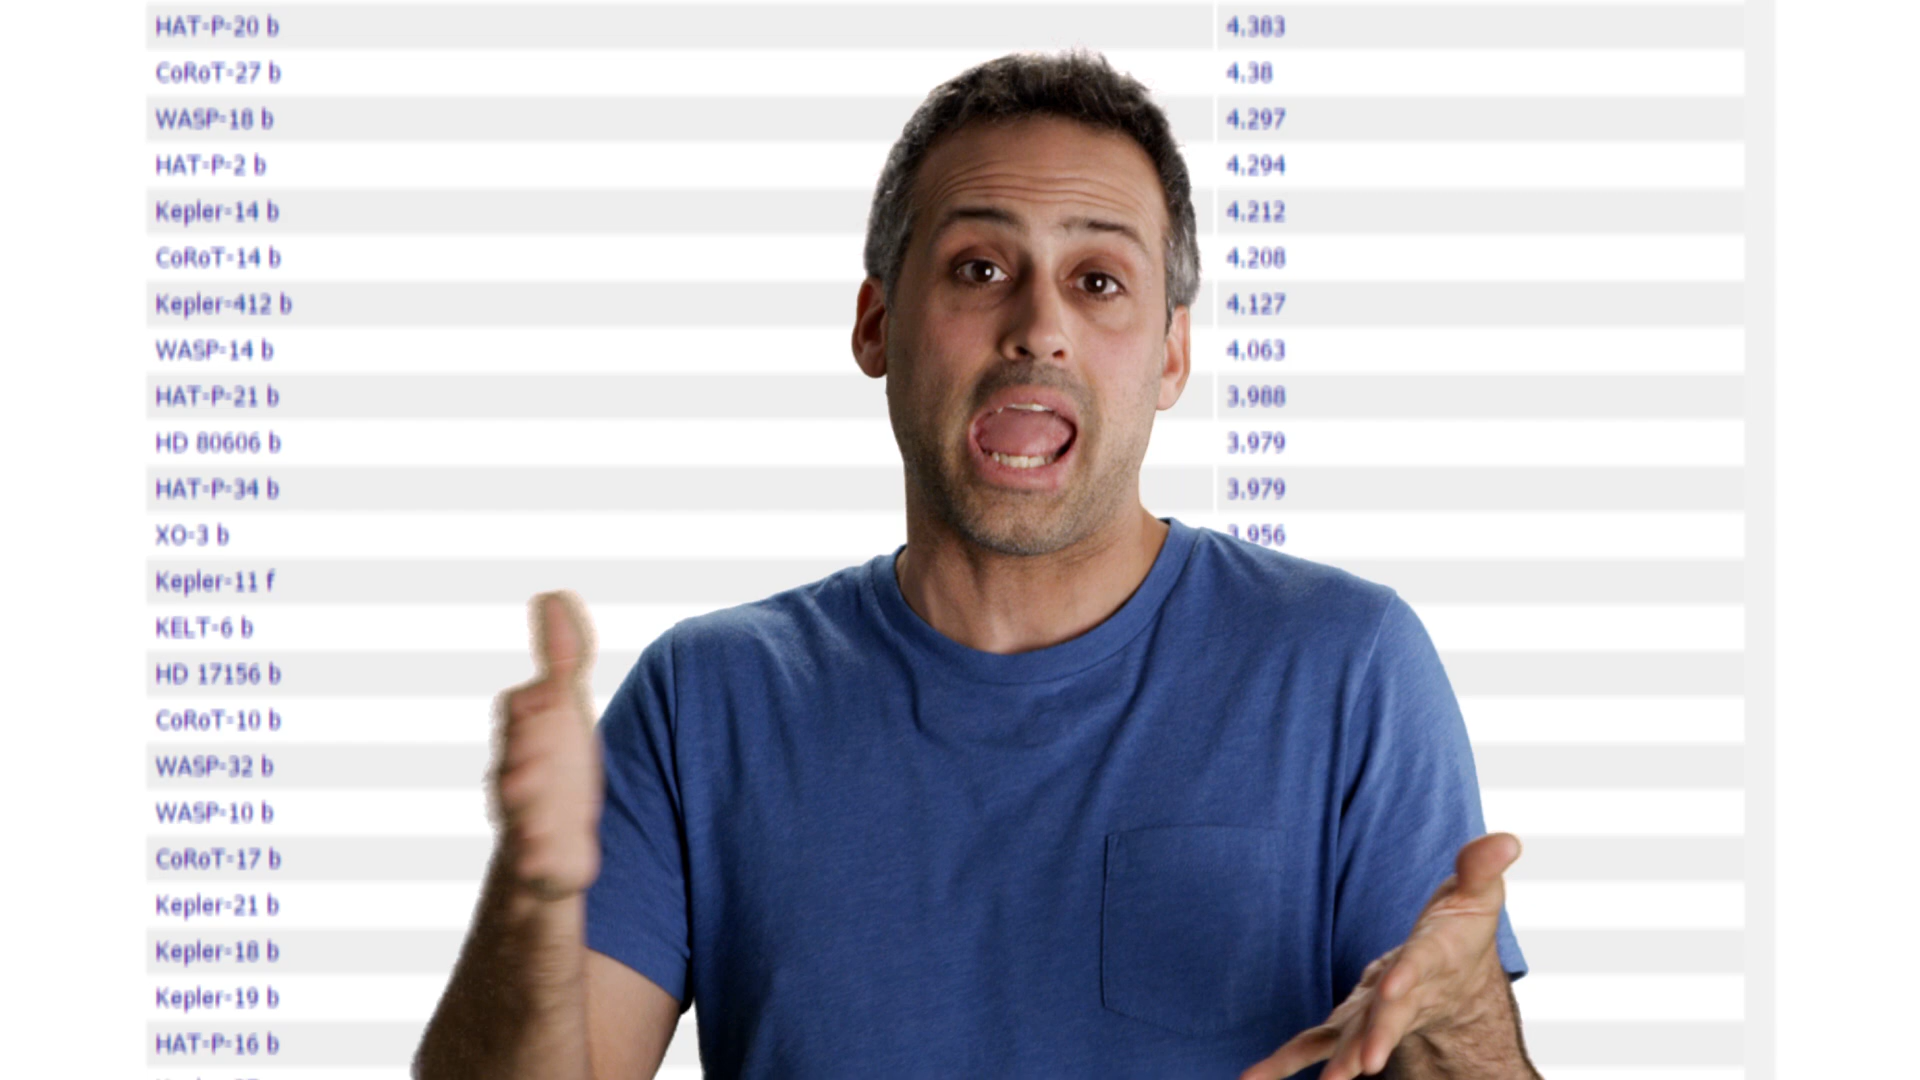 HAT-P-20 b 4.383
CoRoT-27 b 4.38
WASP-18 b 4.297
HAT-P-2 b 4.294
Kepler-14 b 4.212
CoRoT-14 b 4.208
Kepler-412 b 4.127
WASP-14 b 4.063
HAT-P-21 b 3.988
HD 80606 b 3.979
HAT-P-34 b 3.979
XO-3 b 3.956
Kepler-11 f
KELT-6 b
HD 17156 b
CoRoT-10 b
WASP-32 b
WASP-10 b
CoRoT-17 b
Kepler-21 b
Kepler-18 b
Kepler-19 b
HAT-P-16 b